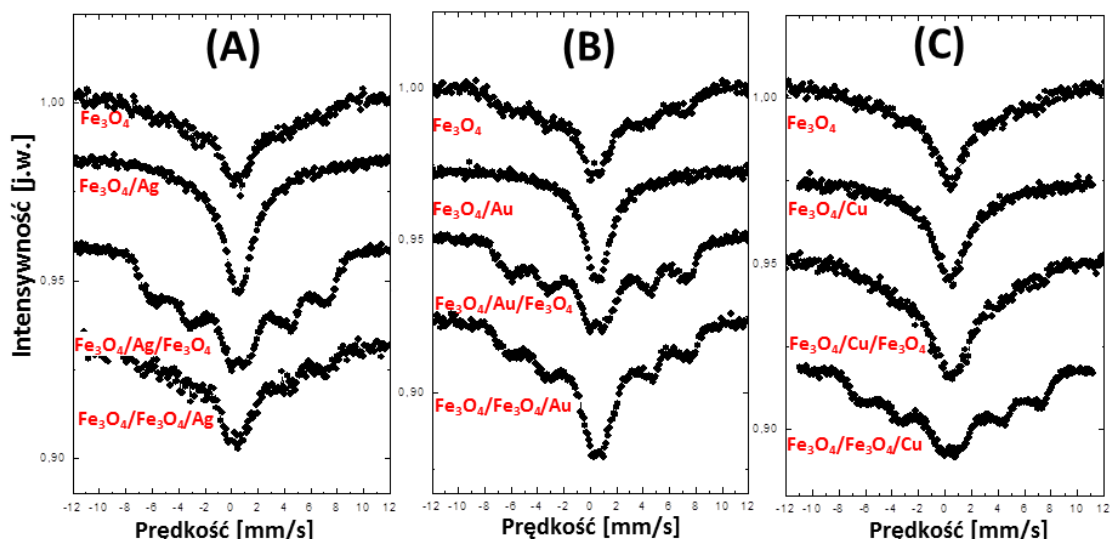 (A)
(B)
(C)
Intensywność [j.w.]
1,00
0,95
0,90
Fe₃O₄
Fe₃O₄/Ag
Fe₃O₄/Ag/Fe₃O₄
Fe₃O₄/Fe₃O₄/Ag
-12 -10 -8 -6 -4 -2 0 2 4 6 8 10 12
Prędkość [mm/s]
1,00
0,95
0,90
Fe₃O₄
Fe₃O₄/Au
Fe₃O₄/Au/Fe₃O₄
Fe₃O₄/Fe₃O₄/Au
-12 -10 -8 -6 -4 -2 0 2 4 6 8 10 12
Prędkość [mm/s]
1,00
0,95
0,90
Fe₃O₄
Fe₃O₄/Cu
Fe₃O₄/Cu/Fe₃O₄
Fe₃O₄/Fe₃O₄/Cu
-12 -10 -8 -6 -4 -2 0 2 4 6 8 10 12
Prędkość [mm/s]